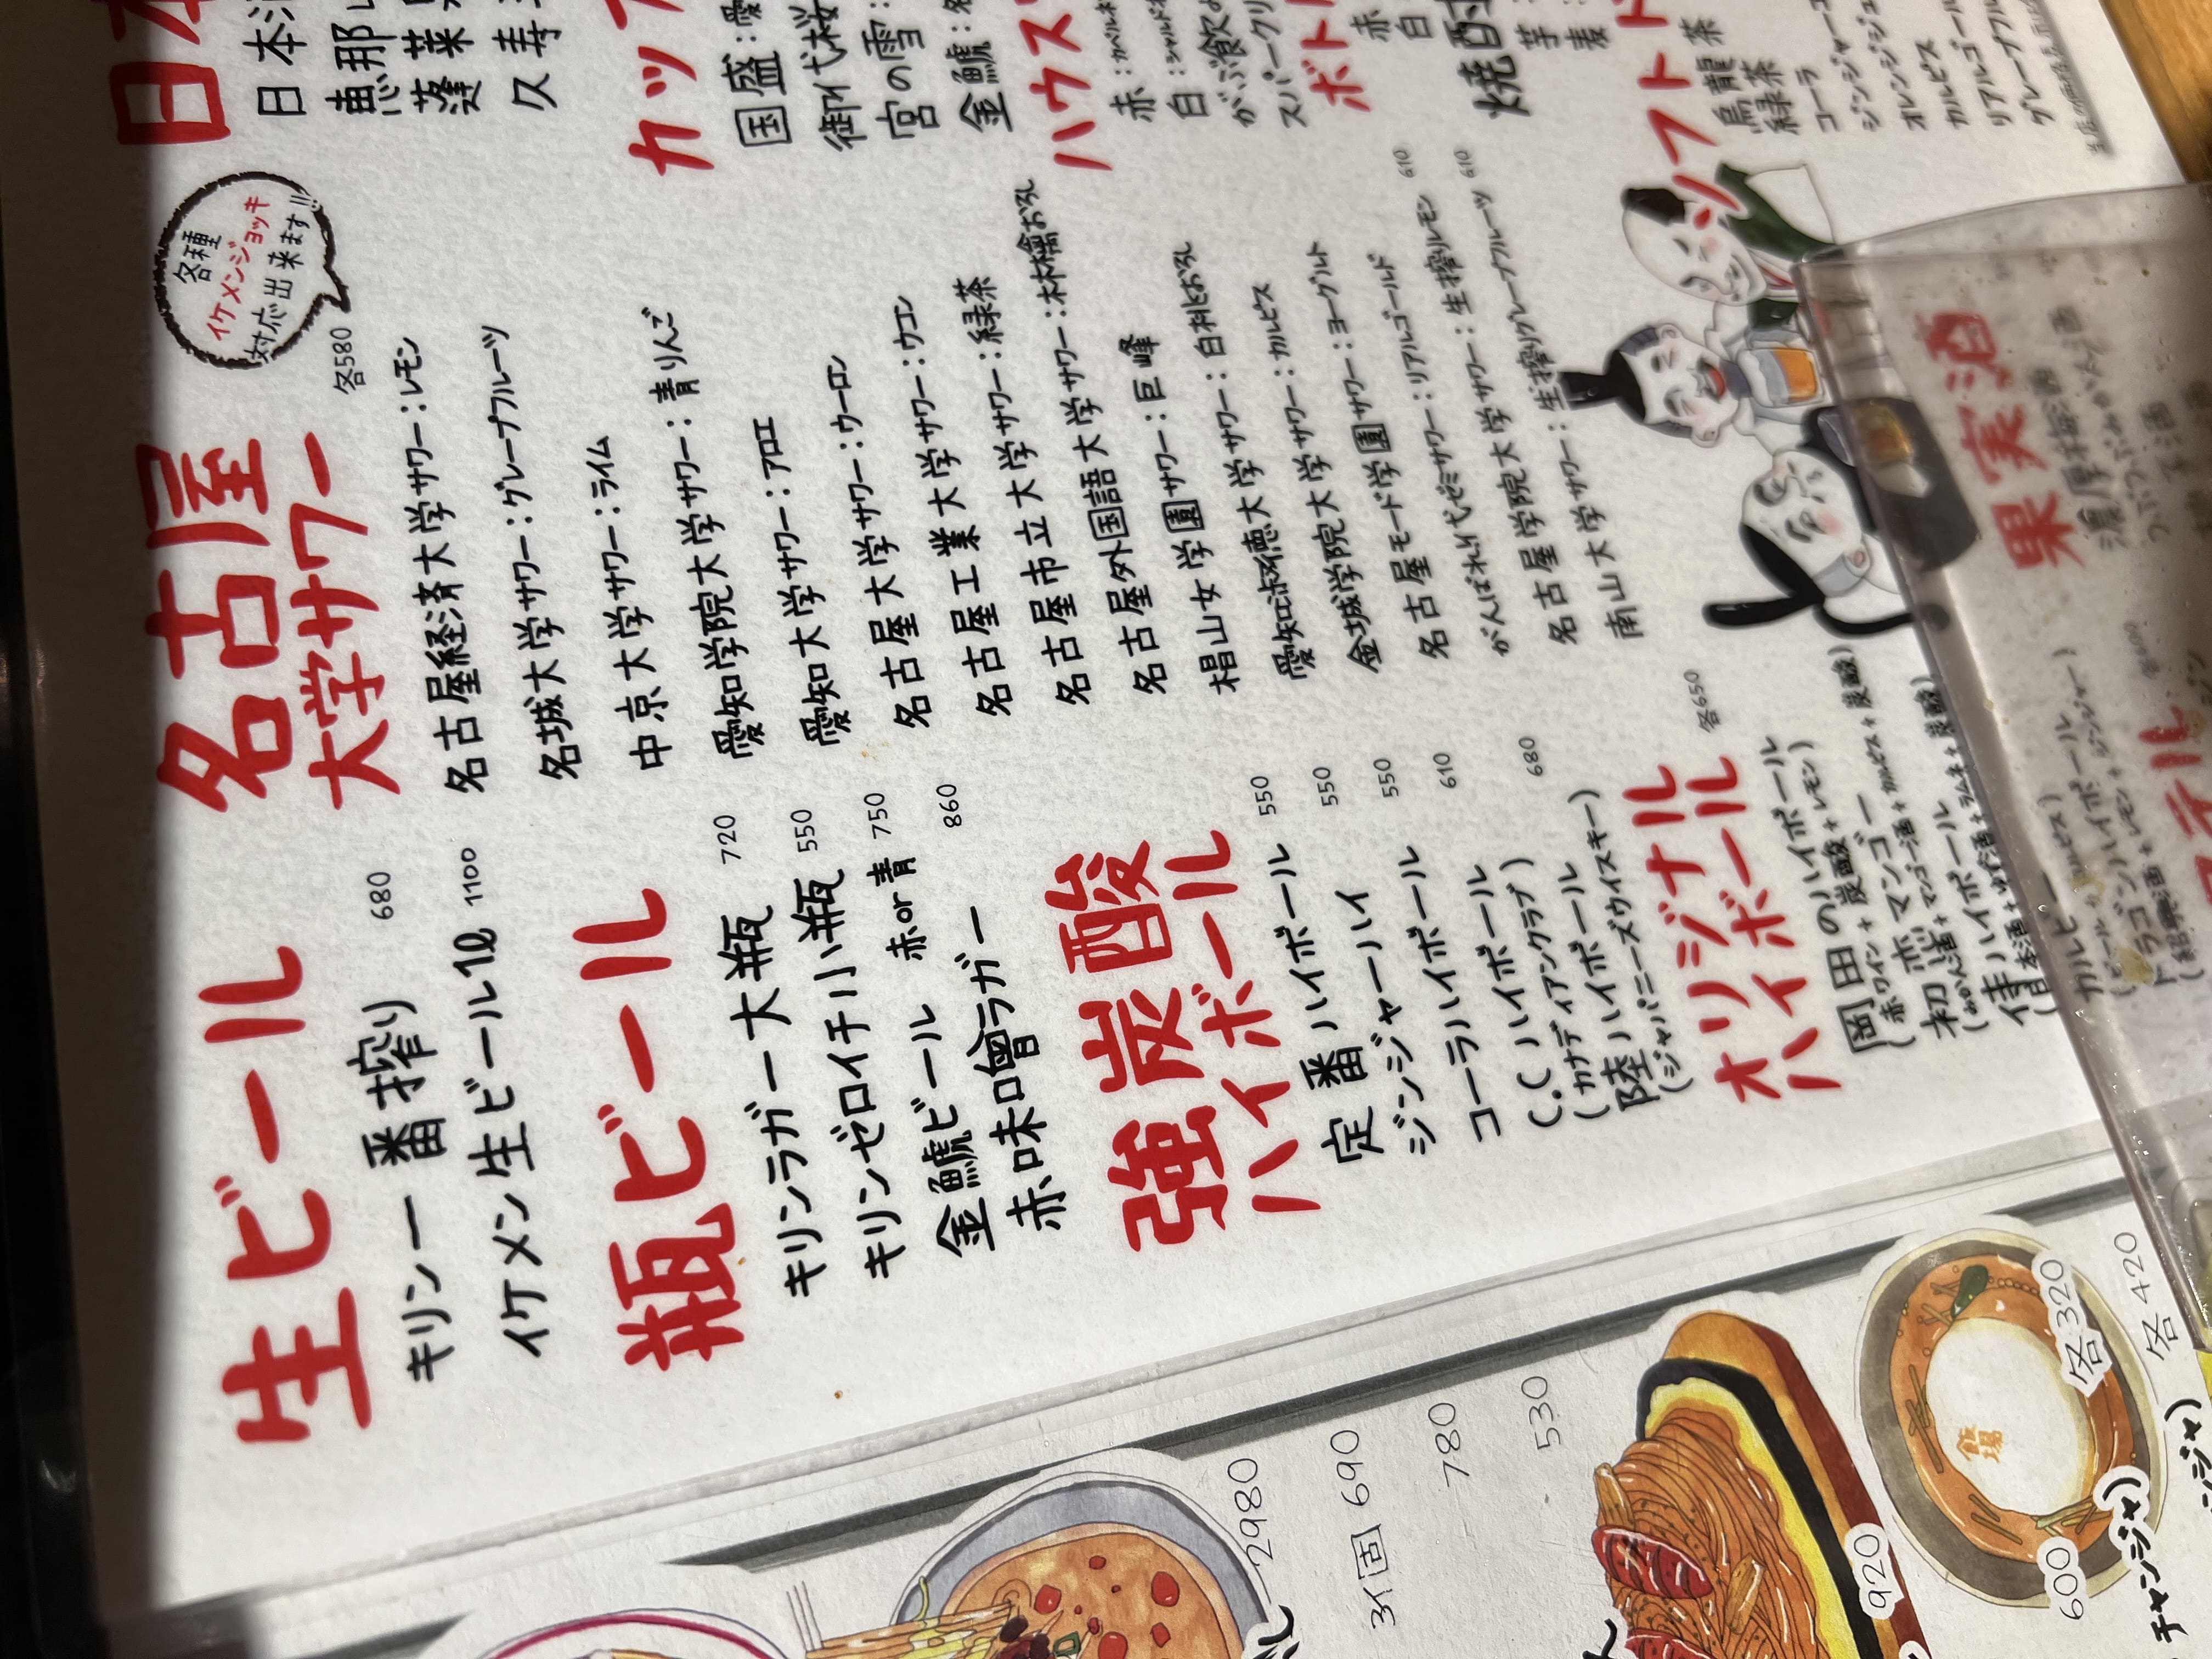 生ビール
キリン一番搾り 680
イケメン生ビール1ℓ 1100
瓶ビール
キリンラガー大瓶 720
キリンゼロイチ小瓶 550
金鯱ビール 赤or青 750
赤味噌ラガー 860
強炭酸
ハイボール
定番ハイボール 550
ジンジャーハイ 550
コーラハイボール 550
C.Cハイボール 610
(カナディアンクラブ)
陸ハイボール 680
(ジャパニーズウイスキー)
オリジナル
ハイボール 各650
岡田のハイボール
(赤ワイン+炭酸+レモン)
初恋マンゴー
(みかん酒+マンゴー酒+カルピス+炭酸)
侍ハイボール
(日本酒+ゆず酒+ラムネ+炭酸)
カルビー
(ビール+カルピス)
ドラゴンハイボール
(紹興酒+レモン+ジンジャー)
各600
名古屋
大学サワー
各580
各種
イケメンジョッキ
対応出来ます!!
名古屋経済大学サワー:レモン
名城大学サワー:グレープフルーツ
中京大学サワー:ライム
愛知学院大学サワー:青りんご
愛知大学サワー:アロエ
名古屋大学サワー:ウーロン
名古屋工業大学サワー:ウコン
名古屋市立大学サワー:緑茶
名古屋外国語大学サワー:林檎おろし
椙山女学園サワー:巨峰
愛知淑徳大学サワー:白桃おろし
金城学院大学サワー:カルピス
名古屋モード学園サワー:ヨーグルト
がんばれ!代ゼミサワー:リアルゴールド
名古屋学院大学サワー:生搾りレモン 610
南山大学サワー:生搾りグレープフルーツ 610
果実酒
濃厚梅酒
つぶつぶみかん酒
日本
日本
恵那
蓬莱
久寿
カップ
国盛:愛
御代桜
宮の雪:
金鯱:名
ハウス
赤:カベルネ
白:シャルドネ
がぶ飲み
スパークリ
ボトル
赤
白
焼酎
芋
麦
ソフトド
烏龍茶
緑茶
コーラ
ジンジャーエ
オレンジジュ
カルピス
リアルゴール
グレープフル
2980
3個 690
780
530
920
飯場
600
各320
チャンジャ)
各420
ンジャ)